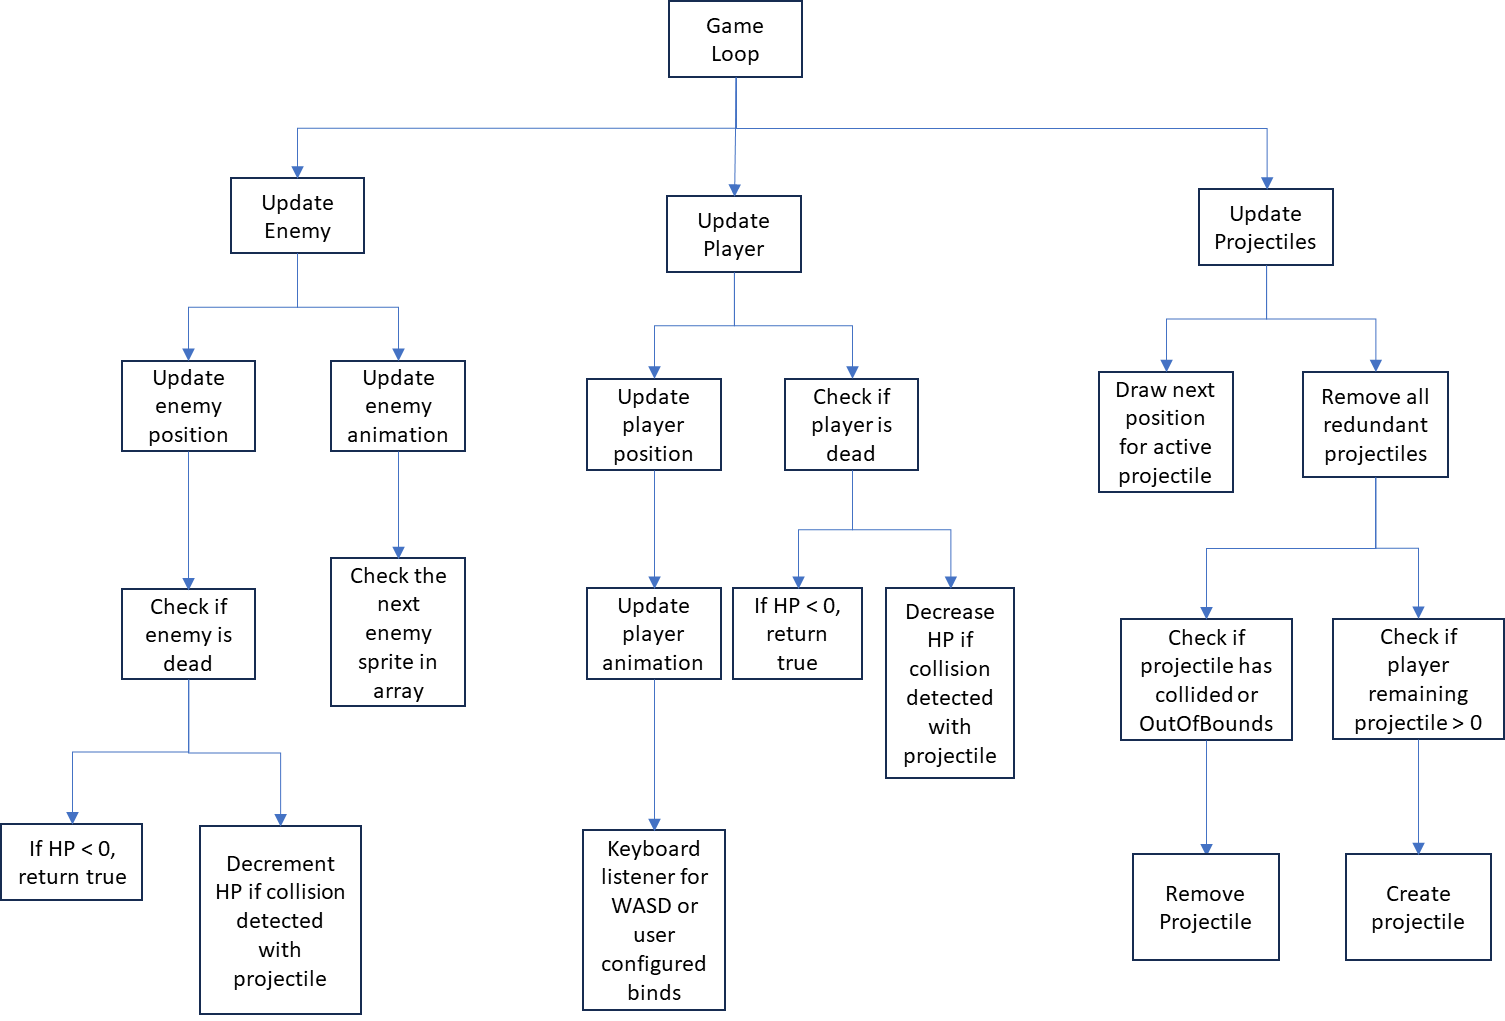 Game
Loop
Update
Enemy
Update
Player
Update
Projectiles
Update
enemy
position
Update
enemy
animation
Update
player
position
Check if
player is
dead
Draw next
position
for active
projectile
Remove all
redundant
projectiles
Check if
enemy is
dead
Check the
next
enemy
sprite in
array
Update
player
animation
If HP < 0,
return
true
Decrease
HP if
collision
detected
with
projectile
Check if
projectile has
collided or
OutOfBounds
Check if
player
remaining
projectile > 0
If HP < 0,
return true
Decrement
HP if collision
detected
with
projectile
Keyboard
listener for
WASD or
user
configured
binds
Remove
Projectile
Create
projectile